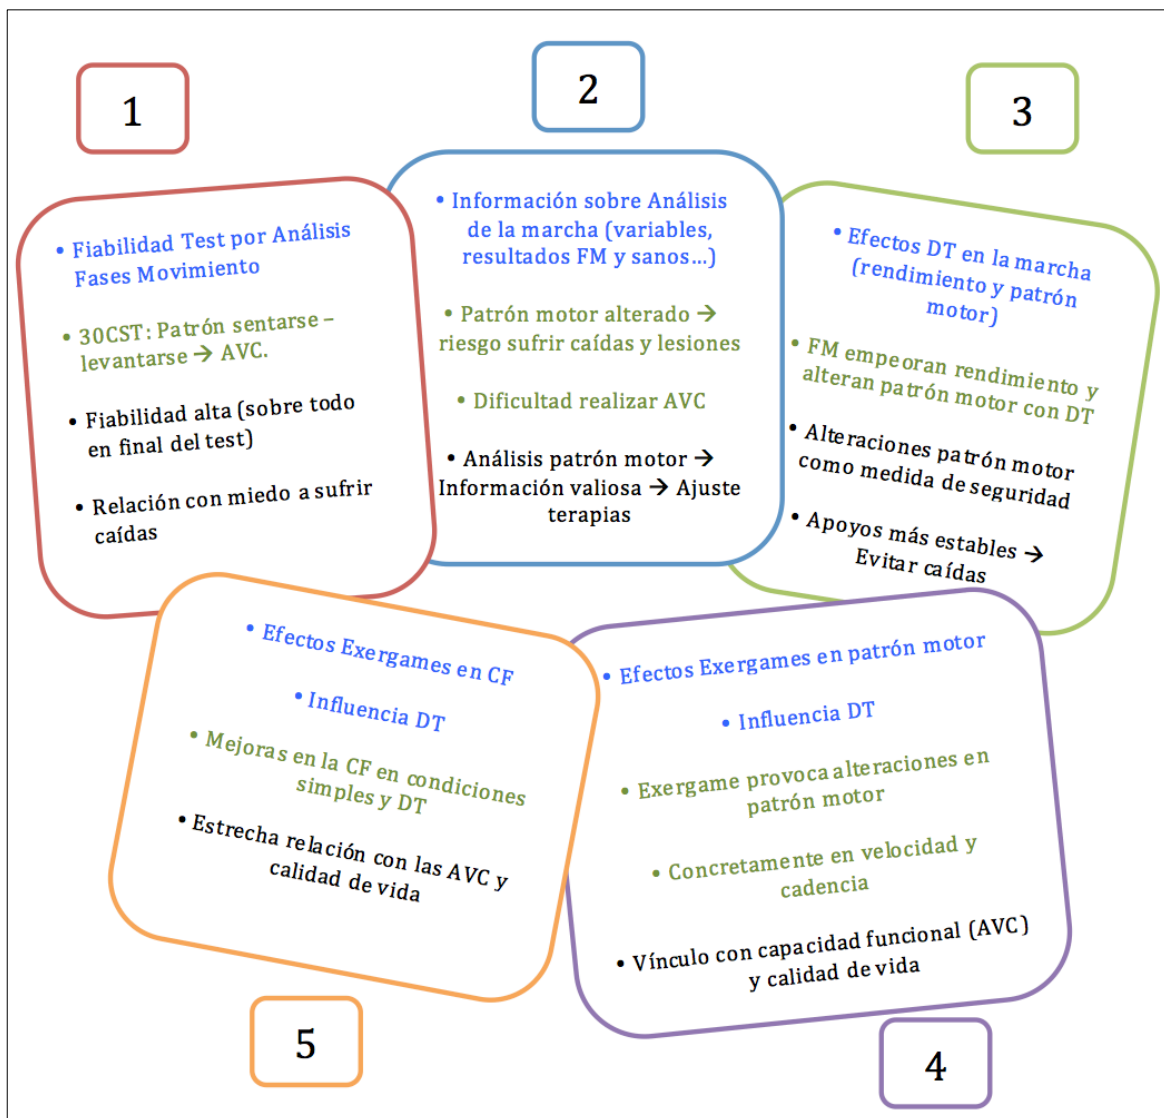 1
• Fiabilidad Test por Análisis
Fases Movimiento
• 30CST: Patrón sentarse –
levantarse → AVC.
• Fiabilidad alta (sobre todo
en final del test)
• Relación con miedo a sufrir
caídas
2
• Información sobre Análisis
de la marcha (variables,
resultados FM y sanos...)
• Patrón motor alterado →
riesgo sufrir caídas y lesiones
• Dificultad realizar AVC
• Análisis patrón motor →
Información valiosa → Ajuste
terapias
3
• Efectos DT en la marcha
(rendimiento y patrón
motor)
• FM empeoran rendimiento y
alteran patrón motor con DT
• Alteraciones patrón motor
como medida de seguridad
• Apoyos más estables →
Evitar caídas
• Efectos Exergames en patrón motor
• Influencia DT
• Exergame provoca alteraciones en
patrón motor
• Concretamente en velocidad y
cadencia
• Vínculo con capacidad funcional (AVC)
y calidad de vida
4
• Efectos Exergames en CF
• Influencia DT
• Mejoras en la CF en condiciones
simples y DT
• Estrecha relación con las AVC y
calidad de vida
5